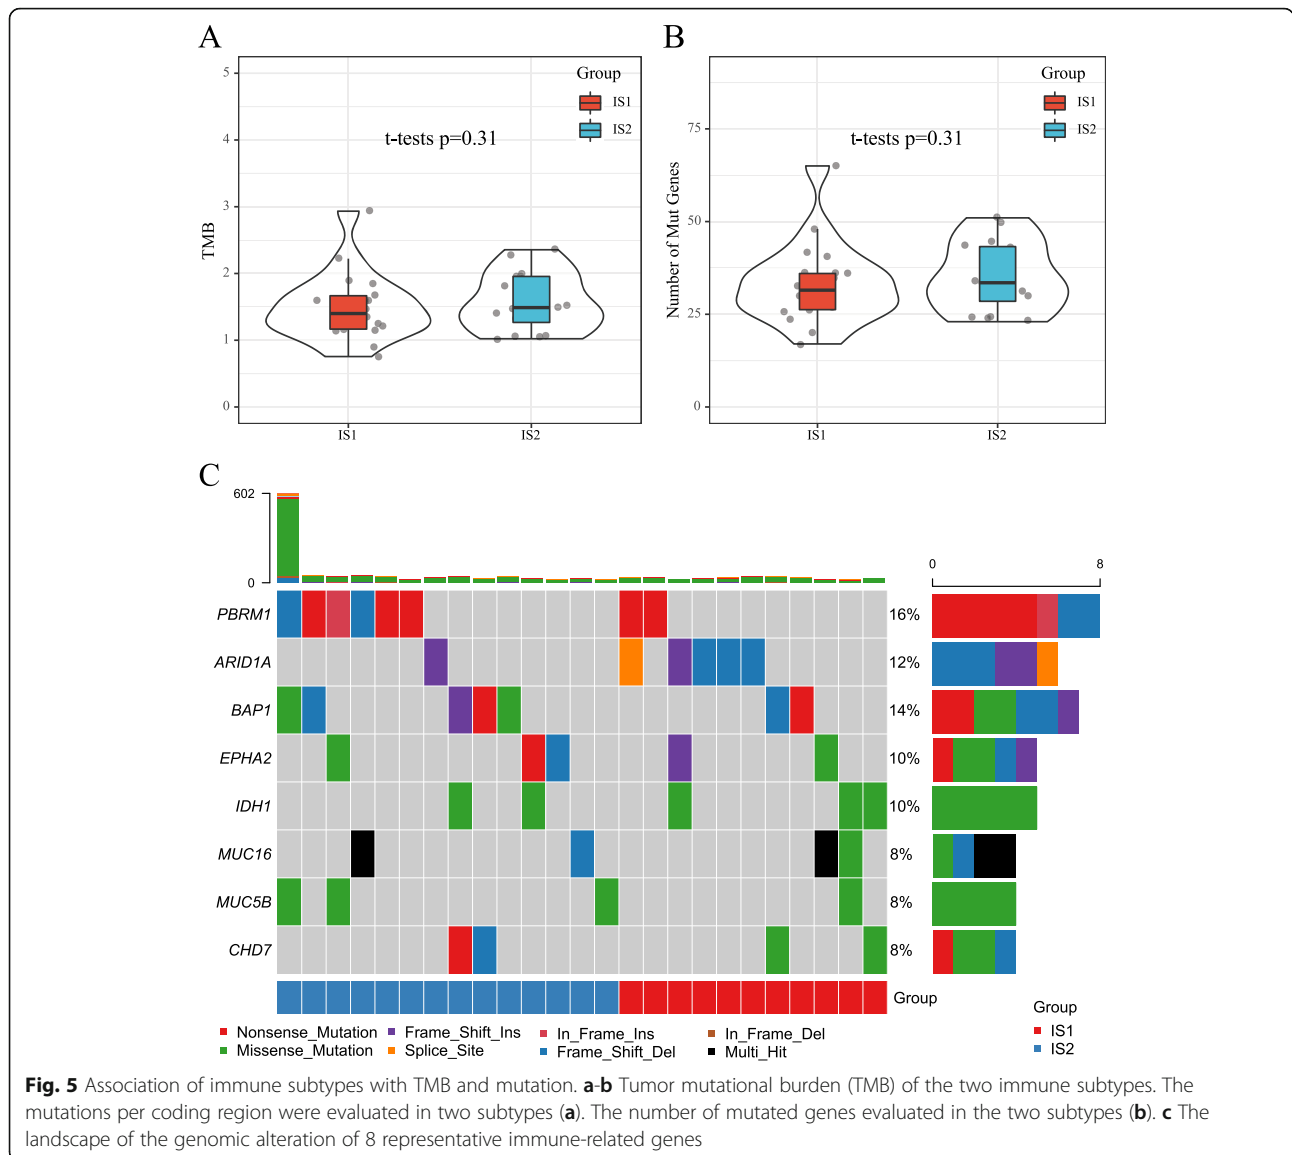 A
B
Group
IS1
IS2
t-tests p=0.31
TMB
5
4
3
2
1
0
IS1
IS2
Group
IS1
IS2
t-tests p=0.31
Number of Mut Genes
75
50
25
0
IS1
IS2
C
602
0
0
8
PBRM1
16%
ARID1A
12%
BAP1
14%
EPHA2
10%
IDH1
10%
MUC16
8%
MUC5B
8%
CHD7
8%
Group
Nonsense_Mutation
Frame_Shift_Ins
In_Frame_Ins
In_Frame_Del
Missense_Mutation
Splice_Site
Frame_Shift_Del
Multi_Hit
Group
IS1
IS2
Fig. 5 Association of immune subtypes with TMB and mutation. a-b Tumor mutational burden (TMB) of the two immune subtypes. The
mutations per coding region were evaluated in two subtypes (a). The number of mutated genes evaluated in the two subtypes (b). c The
landscape of the genomic alteration of 8 representative immune-related genes